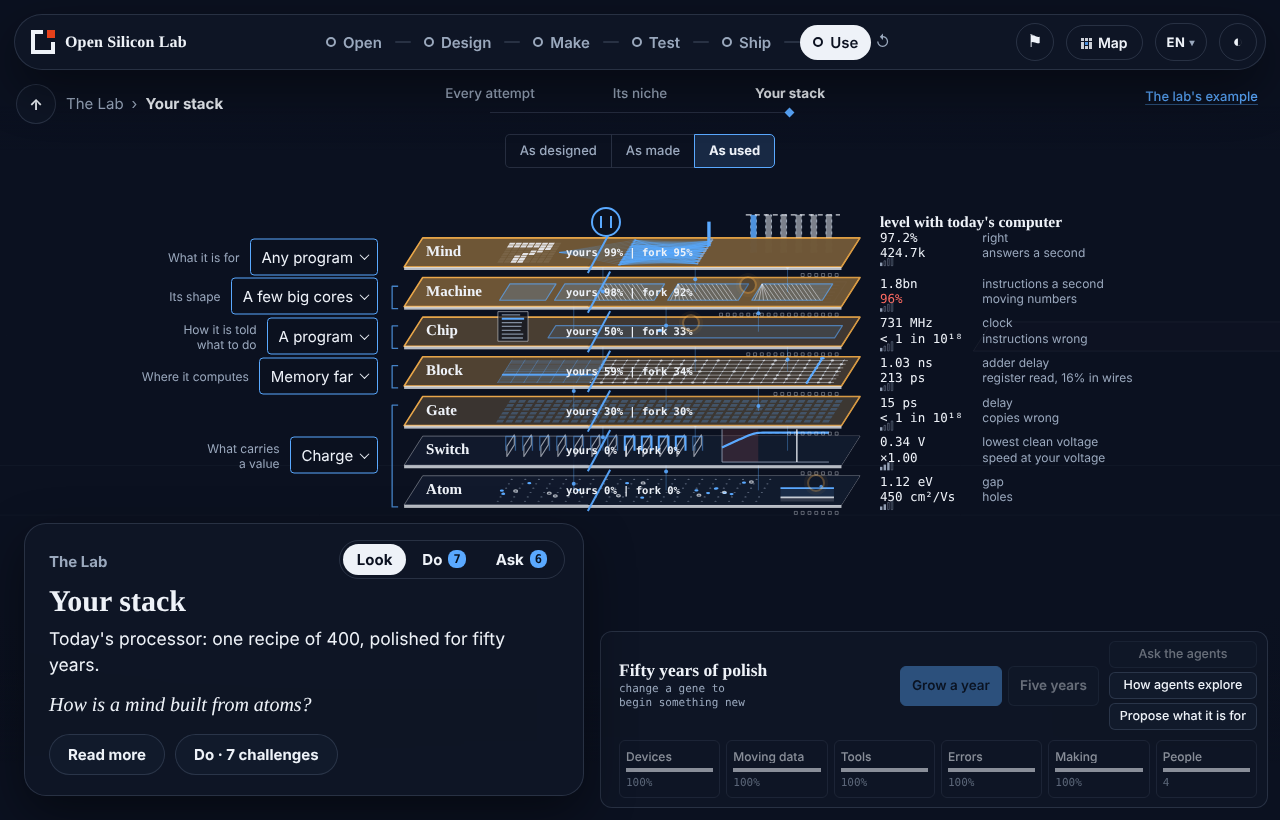 Open Silicon Lab
Open
Design
Make
Test
Ship
Use
Map
EN
The Lab › Your stack
Every attempt
Its niche
Your stack
The lab's example
As designed
As made
As used
level with today's computer
What it is for
Any program
Mind
yours 99% | fork 95%
97.2% right
424.7k answers a second
Its shape
A few big cores
Machine
yours 98% | fork 92%
1.8bn instructions a second
96% moving numbers
How it is told
what to do
A program
Chip
yours 50% | fork 33%
731 MHz clock
< 1 in 10¹⁸ instructions wrong
Where it computes
Memory far
Block
yours 59% | fork 34%
1.03 ns adder delay
213 ps register read, 16% in wires
Gate
yours 30% | fork 30%
15 ps delay
< 1 in 10¹⁸ copies wrong
What carries
a value
Charge
Switch
yours 0% | fork 0%
0.34 V lowest clean voltage
×1.00 speed at your voltage
Atom
yours 0% | fork 0%
1.12 eV gap
450 cm²/Vs holes
The Lab
Look
Do 7
Ask 6
Your stack
Today's processor: one recipe of 400, polished for fifty
years.
How is a mind built from atoms?
Read more
Do · 7 challenges
Fifty years of polish
change a gene to
begin something new
Grow a year
Five years
Ask the agents
How agents explore
Propose what it is for
Devices
100%
Moving data
100%
Tools
100%
Errors
100%
Making
100%
People
4